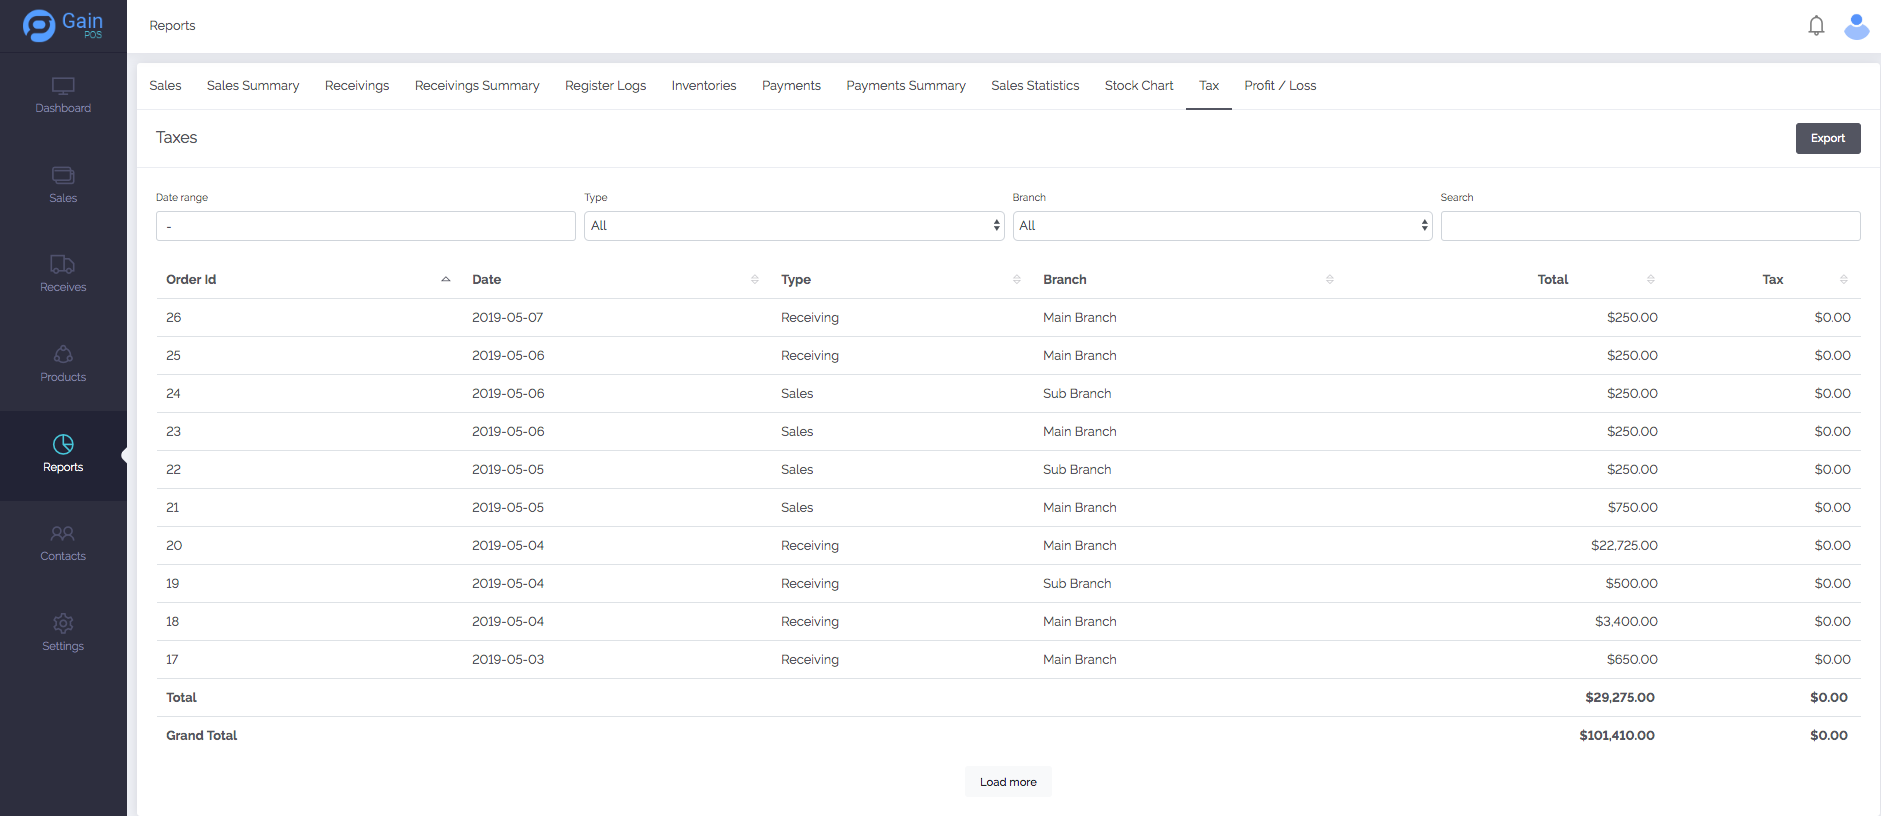 Gain
POS
Reports
Dashboard
Sales
Receives
Products
Reports
Contacts
Settings
Sales Sales Summary Receivings Receivings Summary Register Logs Inventories Payments Payments Summary Sales Statistics Stock Chart Tax Profit / Loss
Taxes Export
Date range Type Branch Search
- All All
Order Id Date Type Branch Total Tax
26 2019-05-07 Receiving Main Branch $250.00 $0.00
25 2019-05-06 Receiving Main Branch $250.00 $0.00
24 2019-05-06 Sales Sub Branch $250.00 $0.00
23 2019-05-06 Sales Main Branch $250.00 $0.00
22 2019-05-05 Sales Sub Branch $250.00 $0.00
21 2019-05-05 Sales Main Branch $750.00 $0.00
20 2019-05-04 Receiving Main Branch $22,725.00 $0.00
19 2019-05-04 Receiving Sub Branch $500.00 $0.00
18 2019-05-04 Receiving Main Branch $3,400.00 $0.00
17 2019-05-03 Receiving Main Branch $650.00 $0.00
Total $29,275.00 $0.00
Grand Total $101,410.00 $0.00
Load more